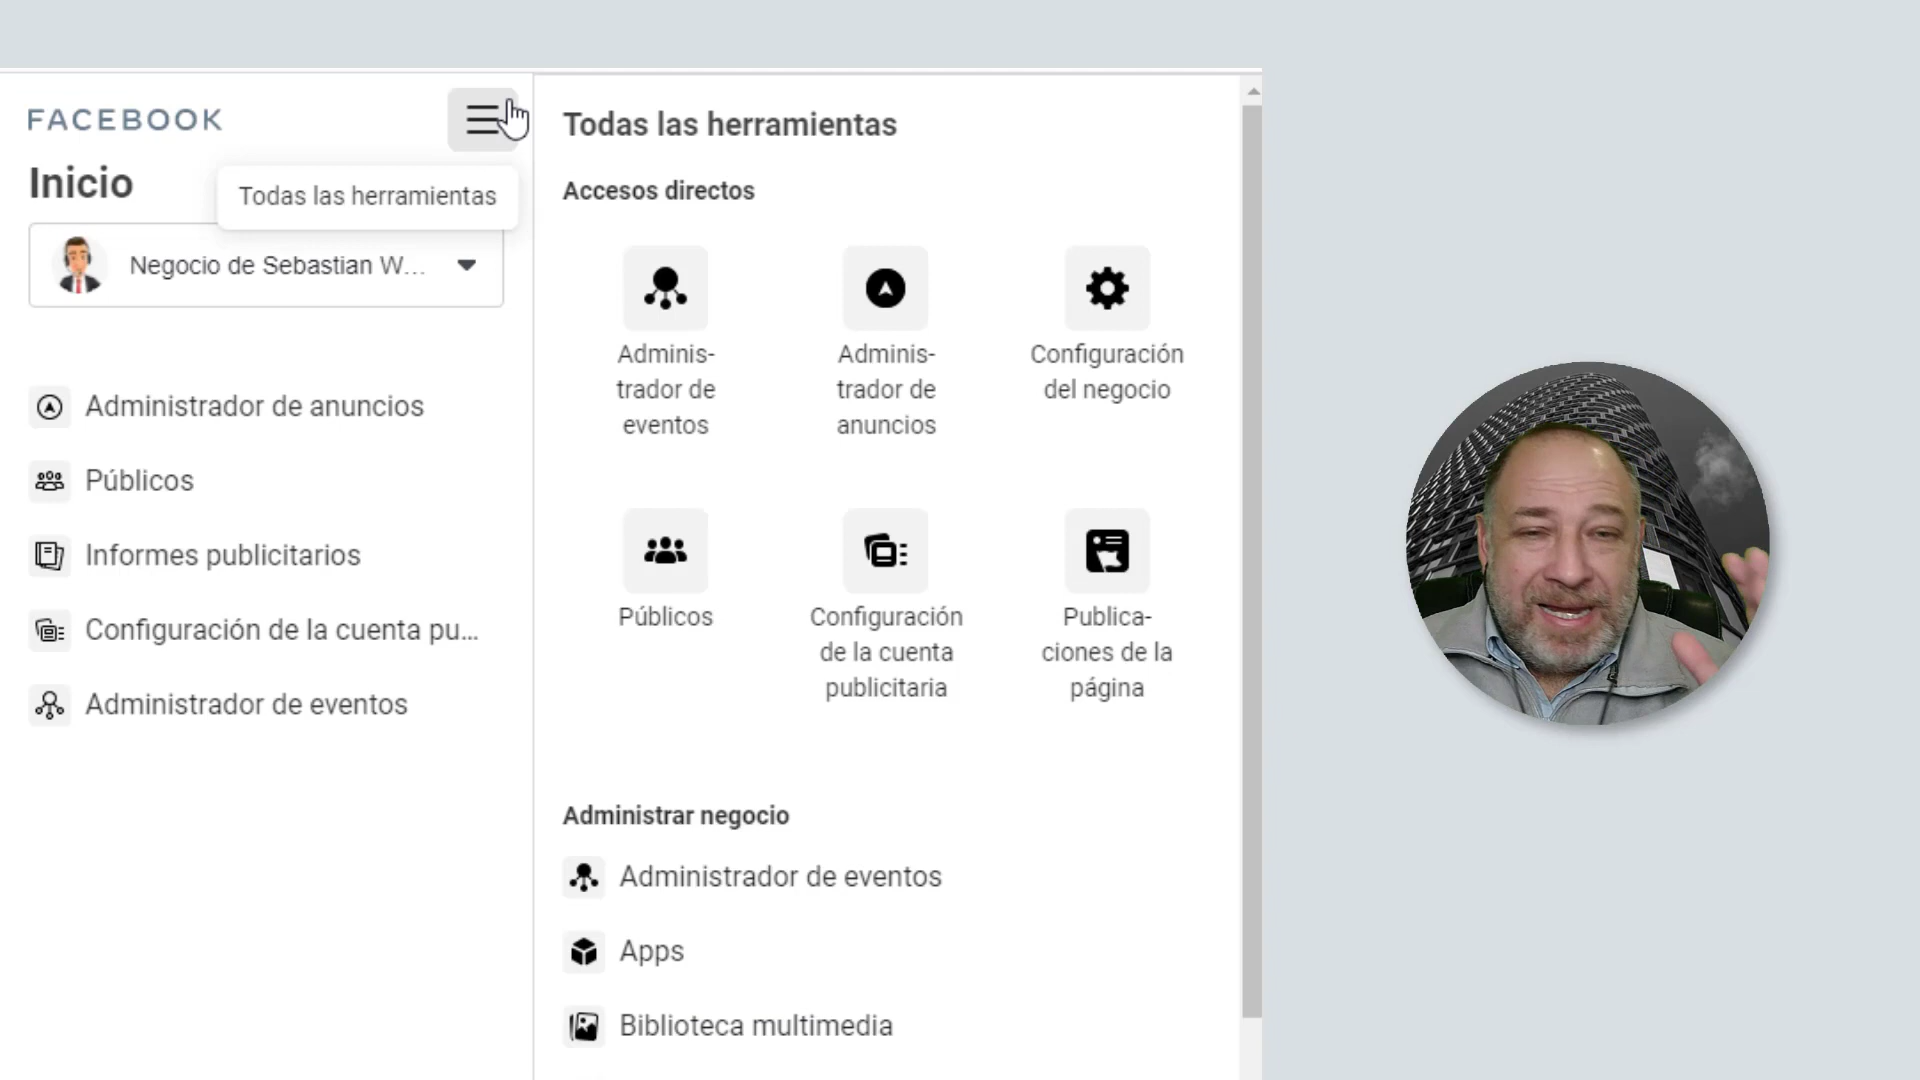 FACEBOOK
Inicio
Todas las herramientas
Negocio de Sebastian W...
Administrador de anuncios
Públicos
Informes publicitarios
Configuración de la cuenta pu...
Administrador de eventos
Todas las herramientas
Accesos directos
Adminis-
trador de
eventos
Adminis-
trador de
anuncios
Configuración
del negocio
Públicos
Configuración
de la cuenta
publicitaria
Publica-
ciones de la
página
Administrar negocio
Administrador de eventos
Apps
Biblioteca multimedia